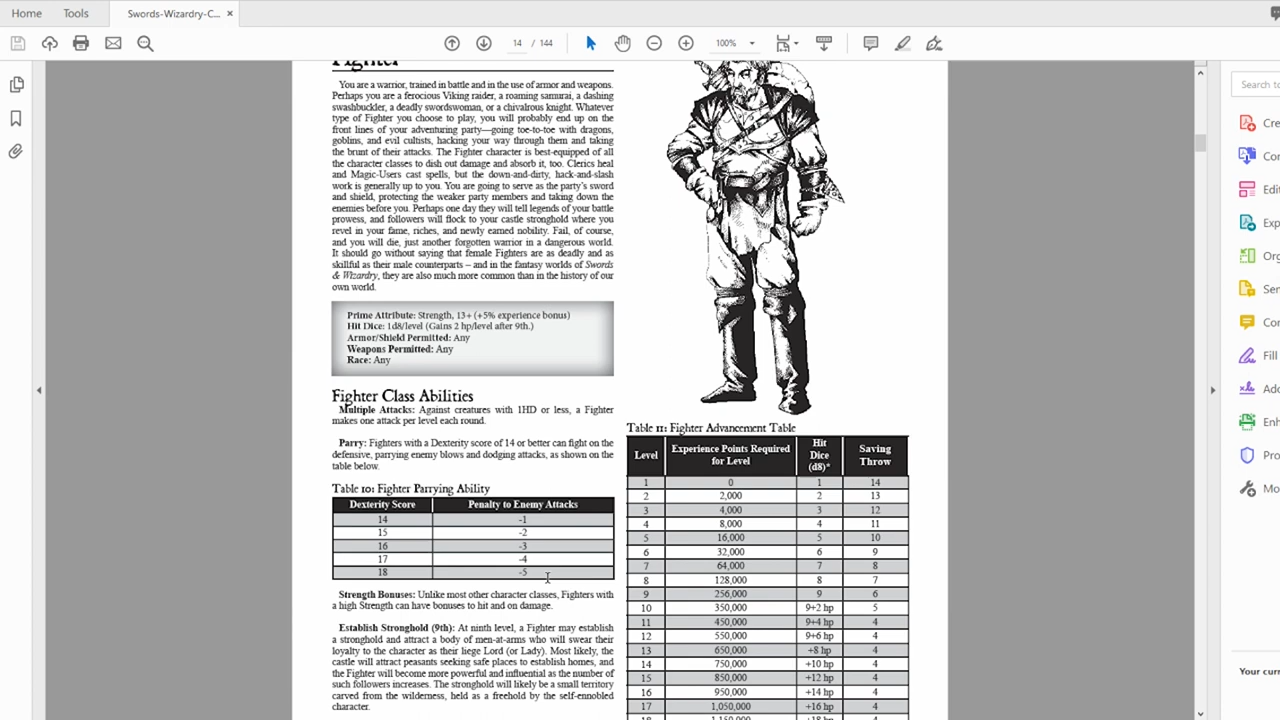 Home
Tools
Swords-Wizardry-C...
14 / 144
100%
Fighter
You are a warrior, trained in battle and in the use of armor and weapons.
Perhaps you are a ferocious Viking raider, a roaming samurai, a dashing
swashbuckler, a deadly swordswoman, or a chivalrous knight. Whatever
type of Fighter you choose to play, you will probably end up on the
front lines of your adventuring party—going toe-to-toe with dragons,
goblins, and evil cultists, hacking your way through them and taking
the brunt of their attacks. The Fighter character is best-equipped of all
the character classes to dish out damage and absorb it, too. Clerics heal
and Magic-Users cast spells, but the down-and-dirty, hack-and-slash
work is generally up to you. You are going to serve as the party's sword
and shield, protecting the weaker party members and taking down the
enemies before you. Perhaps one day they will tell legends of your battle
prowess, and followers will flock to your castle stronghold where you
revel in your fame, riches, and newly earned nobility. Fail, of course,
and you will die, just another forgotten warrior in a dangerous world.
It should go without saying that female Fighters are as deadly and as
skillful as their male counterparts – and in the fantasy worlds of Swords
& Wizardry, they are also much more common than in the history of our
own world.
Prime Attribute: Strength, 13+ (+5% experience bonus)
Hit Dice: 1d8/level (Gains 2 hp/level after 9th.)
Armor/Shield Permitted: Any
Weapons Permitted: Any
Race: Any
Fighter Class Abilities
Multiple Attacks: Against creatures with 1HD or less, a Fighter
makes one attack per level each round.
Parry: Fighters with a Dexterity score of 14 or better can fight on the
defensive, parrying enemy blows and dodging attacks, as shown on the
table below.
Table 10: Fighter Parrying Ability
Dexterity Score Penalty to Enemy Attacks
14 -1
15 -2
16 -3
17 -4
18 -5
Strength Bonuses: Unlike most other character classes, Fighters with
a high Strength can have bonuses to hit and on damage.
Establish Stronghold (9th): At ninth level, a Fighter may establish
a stronghold and attract a body of men-at-arms who will swear their
loyalty to the character as their liege Lord (or Lady). Most likely, the
castle will attract peasants seeking safe places to establish homes, and
the Fighter will become more powerful and influential as the number of
such followers increases. The stronghold will likely be a small territory
carved from the wilderness, held as a freehold by the self-ennobled
character.
Table 11: Fighter Advancement Table
Level Experience Points Required for Level Hit Dice (d8)* Saving Throw
1 0 1 14
2 2,000 2 13
3 4,000 3 12
4 8,000 4 11
5 16,000 5 10
6 32,000 6 9
7 64,000 7 8
8 128,000 8 7
9 256,000 9 6
10 350,000 9+2 hp 5
11 450,000 9+4 hp 4
12 550,000 9+6 hp 4
13 650,000 +8 hp 4
14 750,000 +10 hp 4
15 850,000 +12 hp 4
16 950,000 +14 hp 4
17 1,050,000 +16 hp 4
18 1,150,000 +18 hp 4
Search to
Cre
Cor
Edi
Exp
Org
Sen
Cor
Fill
Ado
Enh
Pro
Mo
Your curr